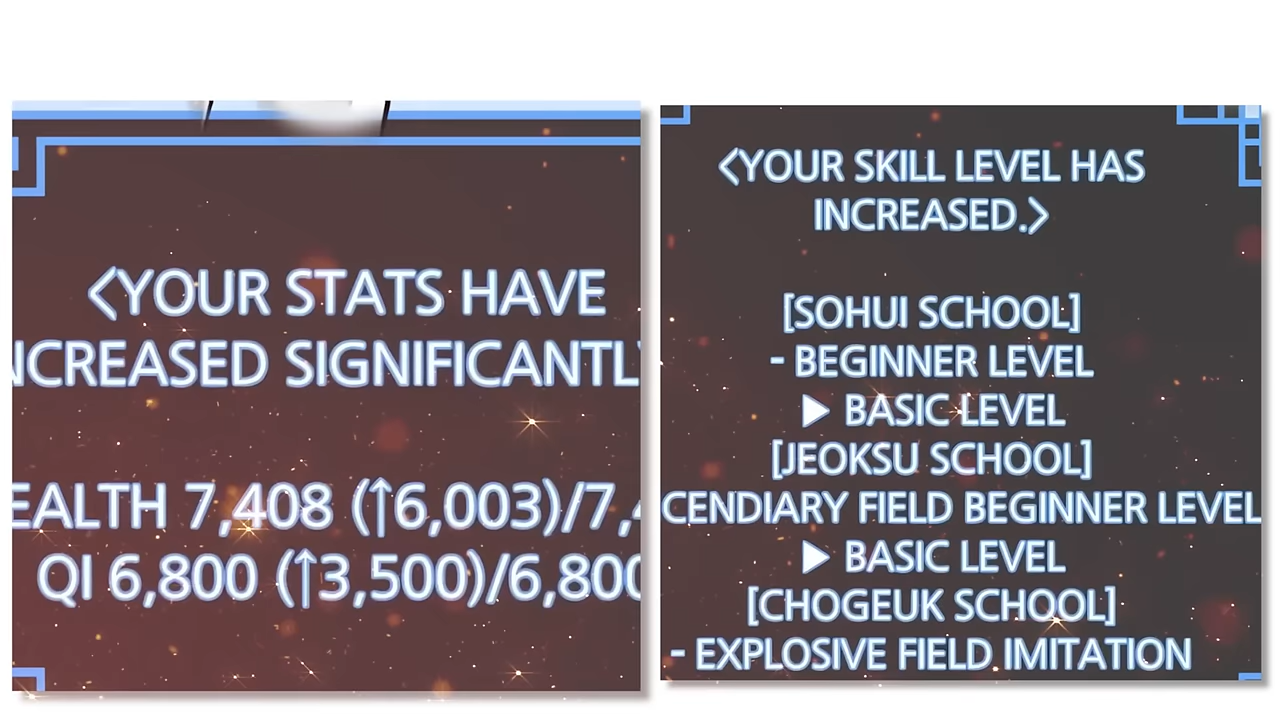 <YOUR STATS HAVE
NCREASED SIGNIFICANTL
EALTH 7,408 (↑6,003)/7,4
QI 6,800 (↑3,500)/6,800
<YOUR SKILL LEVEL HAS
INCREASED.>
[SOHUI SCHOOL]
- BEGINNER LEVEL
▶ BASIC LEVEL
[JEOKSU SCHOOL]
CENDIARY FIELD BEGINNER LEVEL
▶ BASIC LEVEL
[CHOGEUK SCHOOL]
- EXPLOSIVE FIELD IMITATION